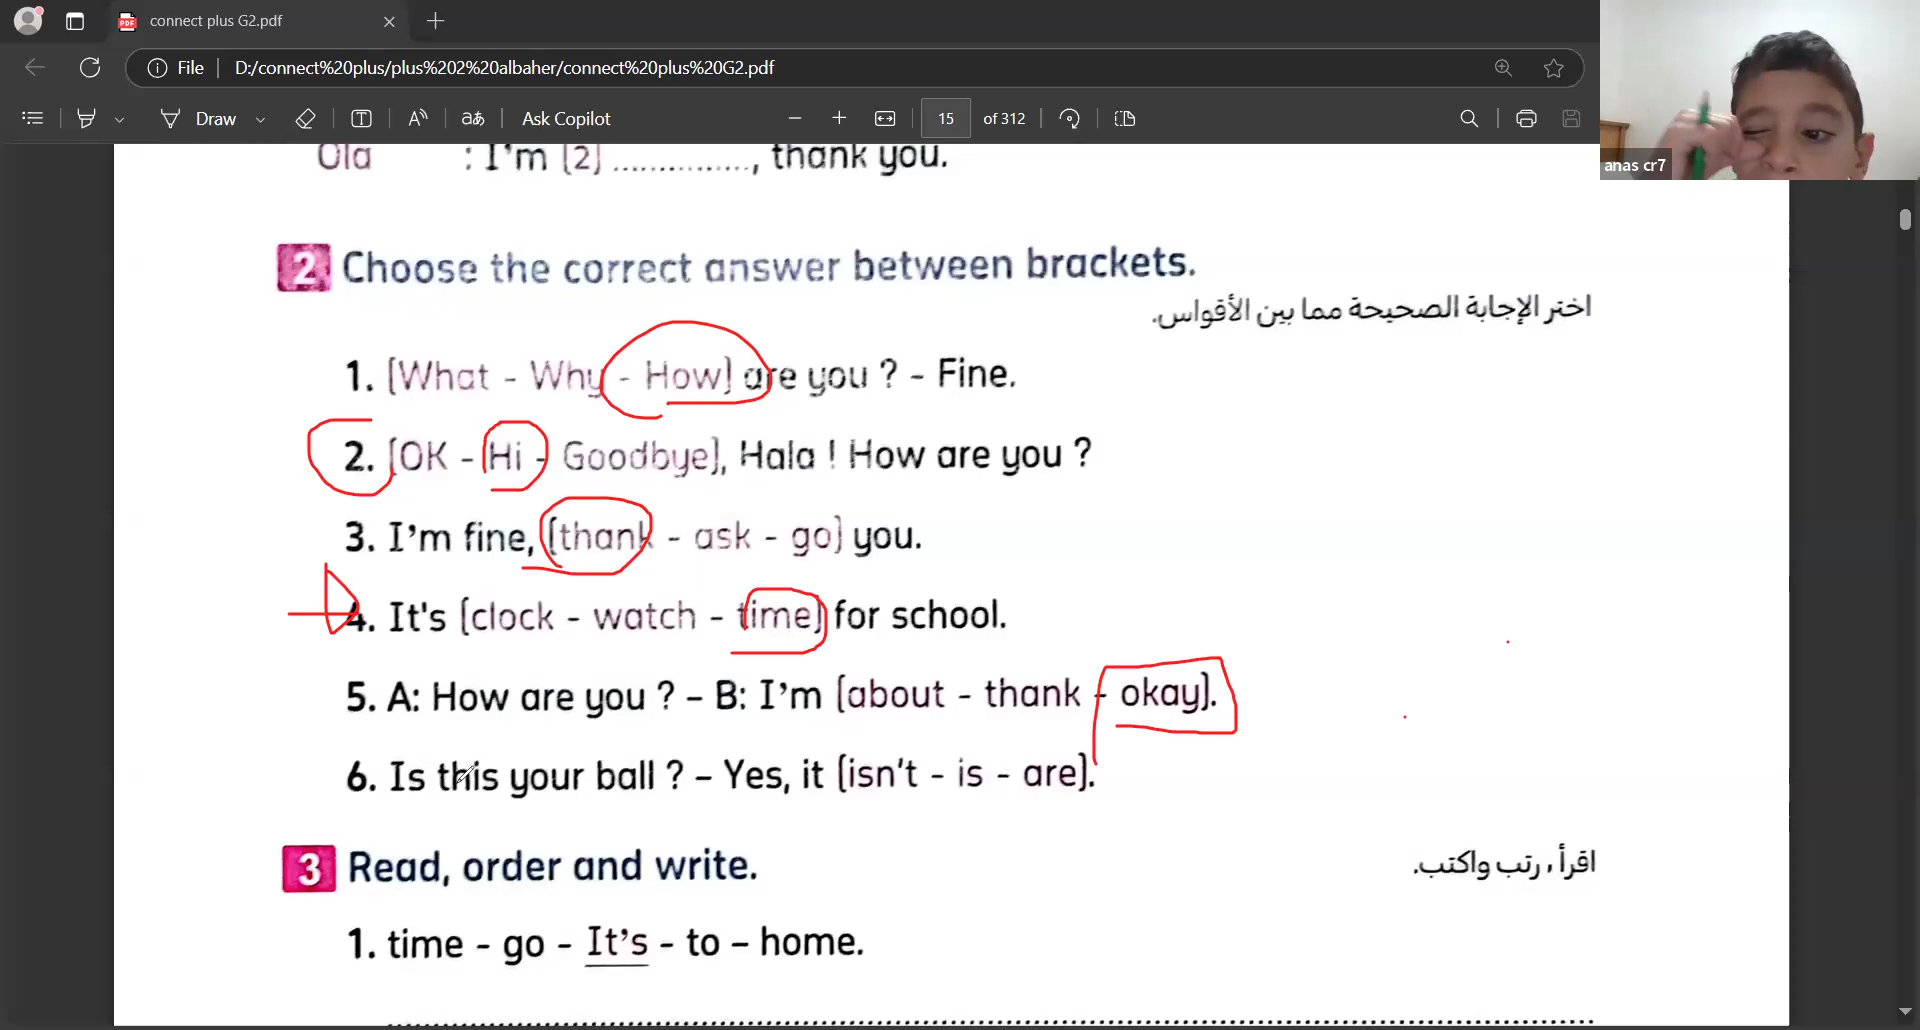 connect plus G2.pdf
File D:/connect%20plus/plus%202%20albaher/connect%20plus%20G2.pdf
Draw Ask Copilot 15 of 312
anas cr7
Ola : I'm (2) ..............., thank you.
2 Choose the correct answer between brackets.
اختر الإجابة الصحيحة مما بين الأقواس.
1. (What - Why - How) are you ? - Fine.
2. (OK - Hi - Goodbye), Hala ! How are you ?
3. I'm fine, (thank - ask - go) you.
4. It's (clock - watch - time) for school.
5. A: How are you ? – B: I'm (about - thank - okay).
6. Is this your ball ? – Yes, it (isn't - is - are).
3 Read, order and write.
اقرأ، رتب واكتب.
1. time - go - It's - to – home.